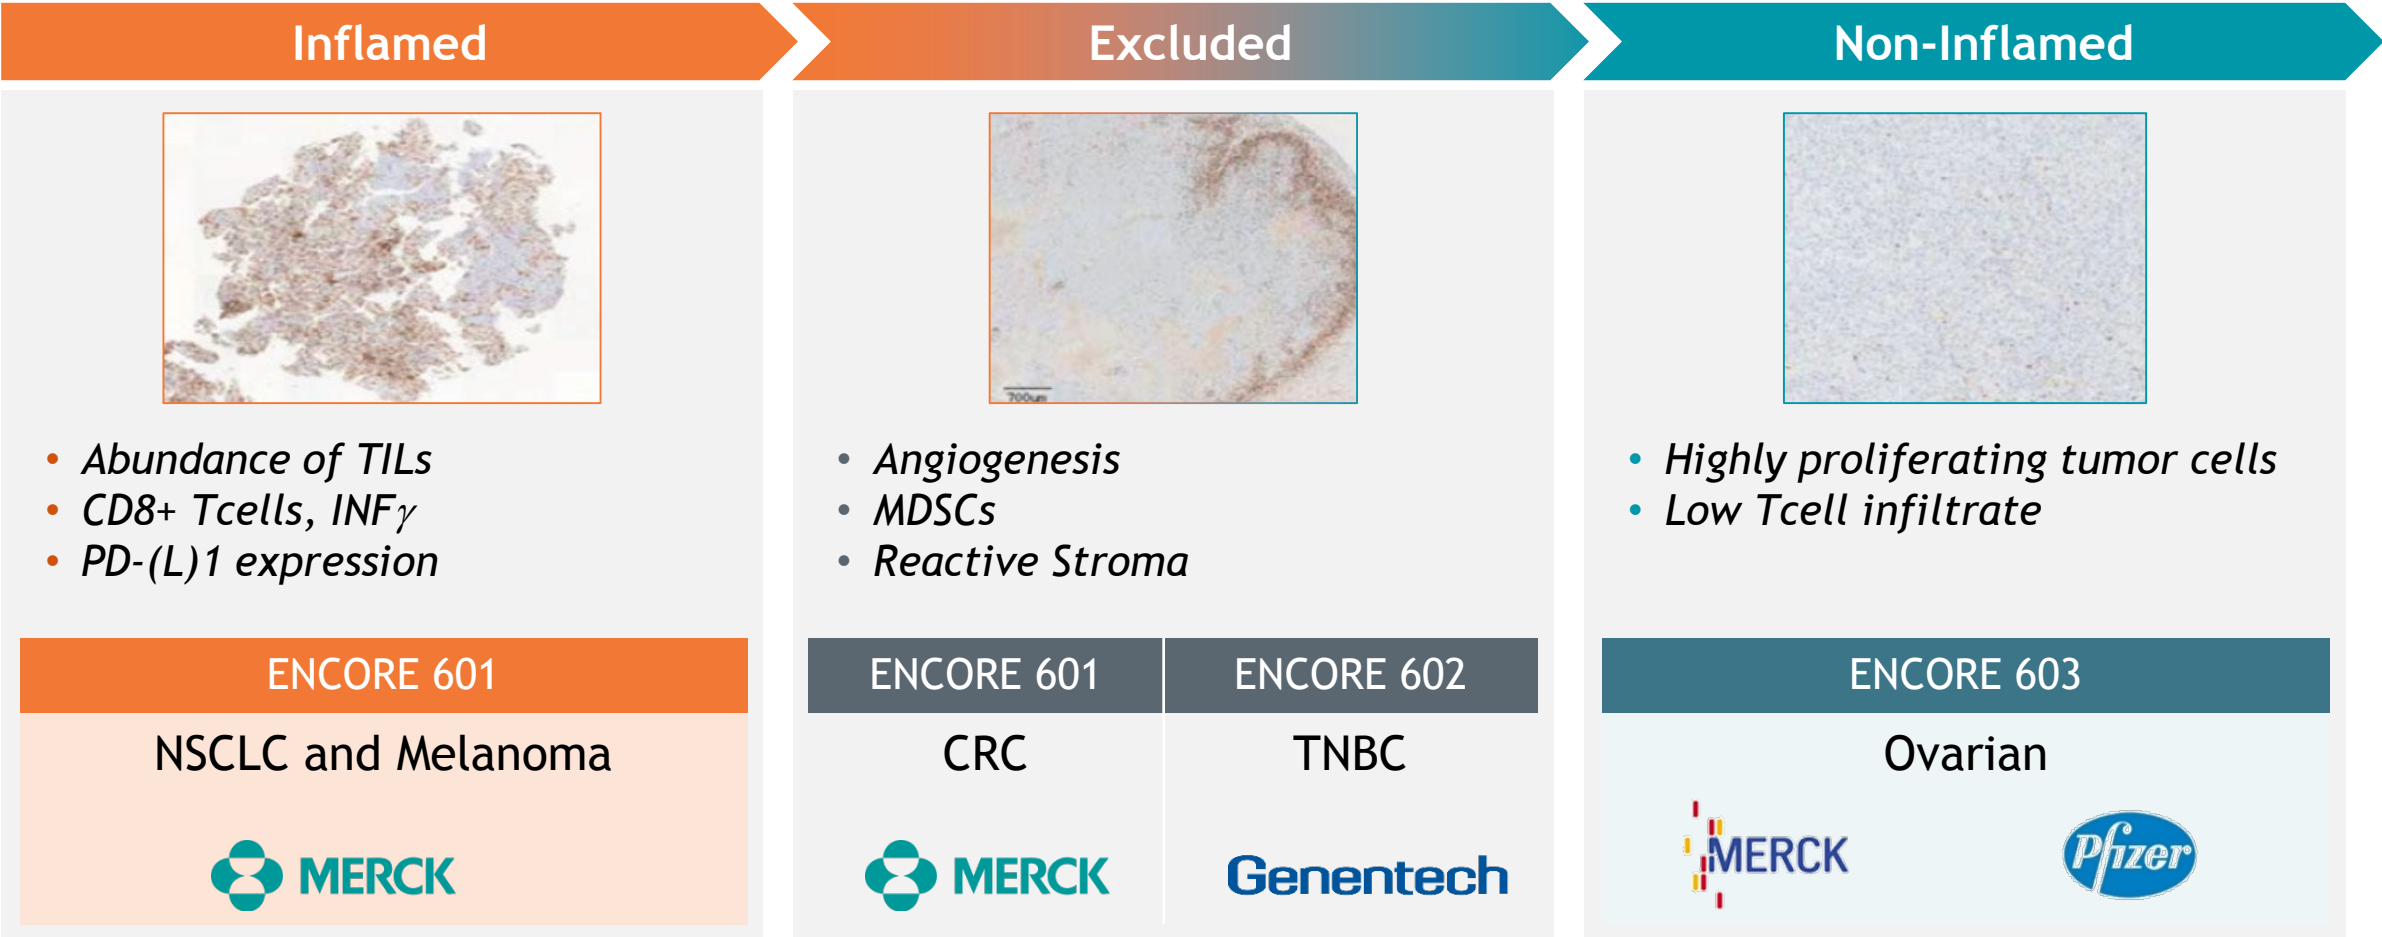 Inflamed
Excluded
Non-Inflamed
700um
• Abundance of TILs
• CD8+ Tcells, INFγ
• PD-(L)1 expression
• Angiogenesis
• MDSCs
• Reactive Stroma
• Highly proliferating tumor cells
• Low Tcell infiltrate
ENCORE 601
NSCLC and Melanoma
MERCK
ENCORE 601
CRC
MERCK
ENCORE 602
TNBC
Genentech
ENCORE 603
Ovarian
MERCK
Pfizer